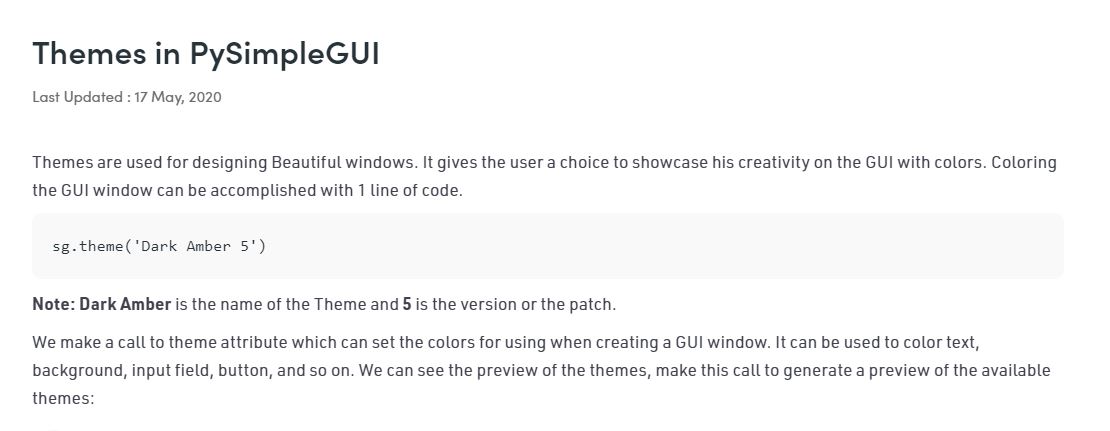 Themes in PySimpleGUI
Last Updated : 17 May, 2020
Themes are used for designing Beautiful windows. It gives the user a choice to showcase his creativity on the GUI with colors. Coloring
the GUI window can be accomplished with 1 line of code.
sg.theme('Dark Amber 5')
Note: Dark Amber is the name of the Theme and 5 is the version or the patch.
We make a call to theme attribute which can set the colors for using when creating a GUI window. It can be used to color text,
background, input field, button, and so on. We can see the preview of the themes, make this call to generate a preview of the available
themes: